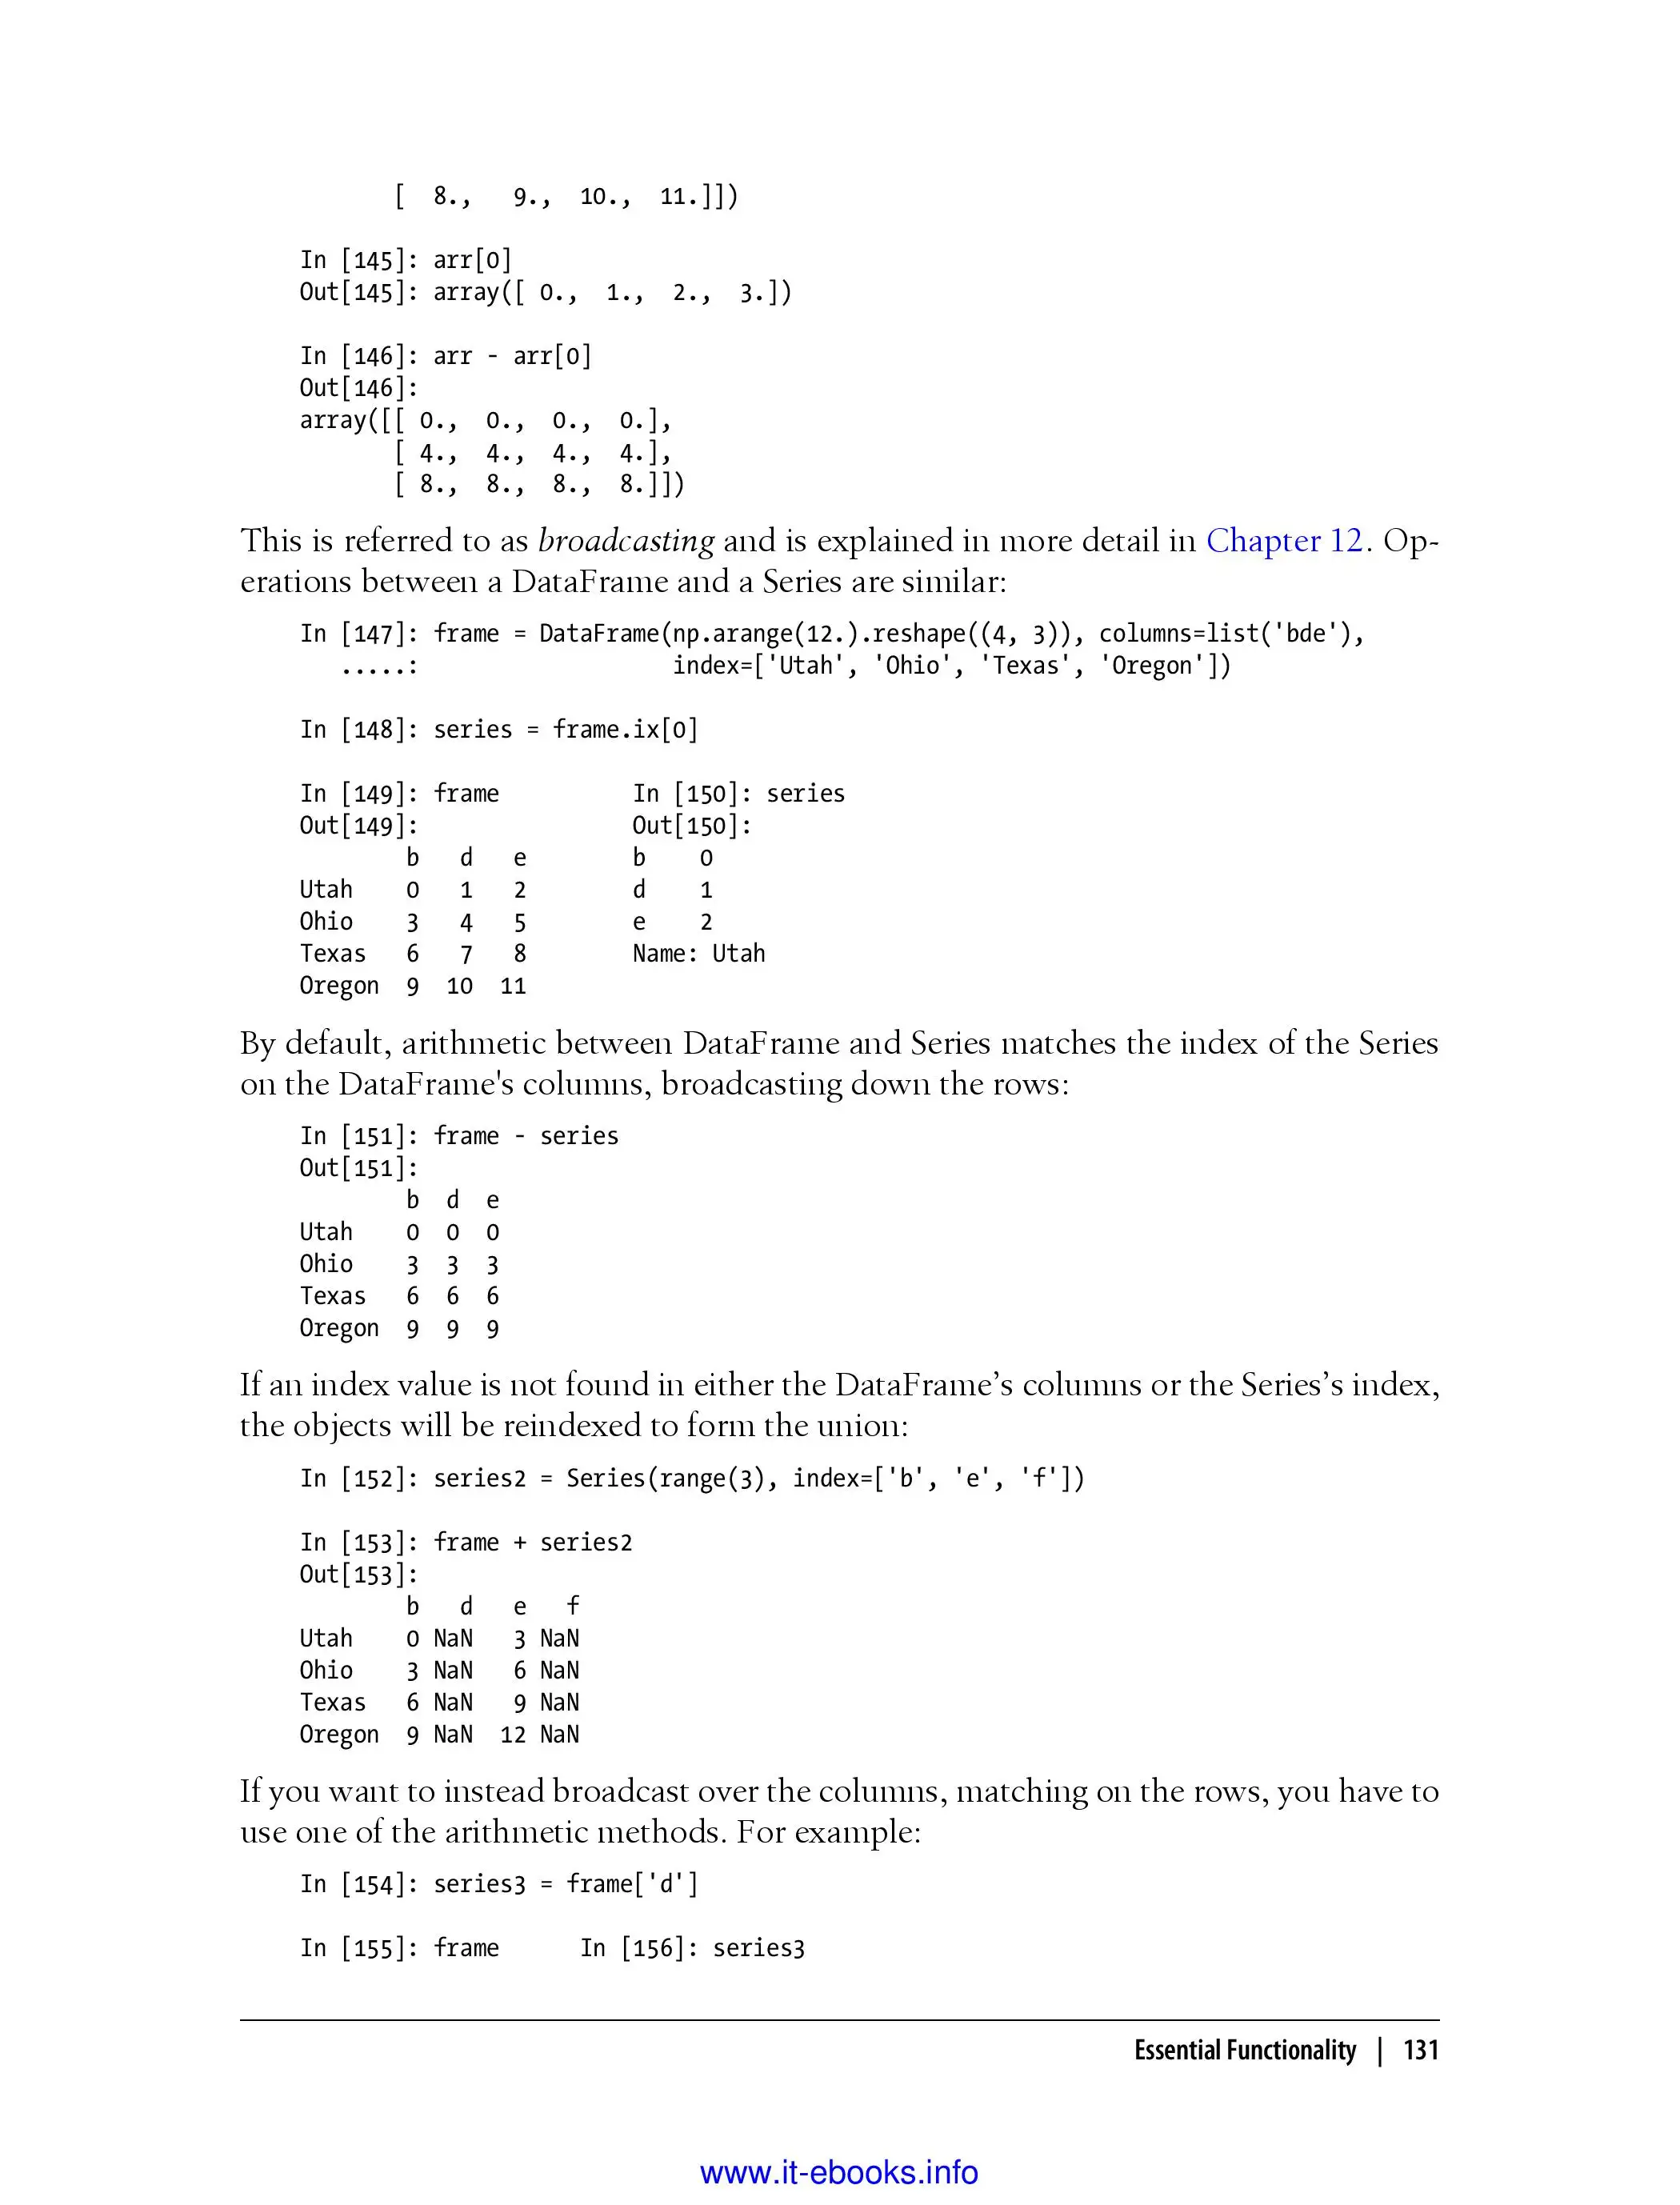 [  8.,   9.,  10.,  11.]])
In [145]: arr[0]
Out[145]: array([ 0.,  1.,  2.,  3.])
In [146]: arr - arr[0]
Out[146]:
array([[ 0.,  0.,  0.,  0.],
       [ 4.,  4.,  4.,  4.],
       [ 8.,  8.,  8.,  8.]])
This is referred to as broadcasting and is explained in more detail in Chapter 12. Op-
erations between a DataFrame and a Series are similar:
In [147]: frame = DataFrame(np.arange(12.).reshape((4, 3)), columns=list('bde'),
   .....:                   index=['Utah', 'Ohio', 'Texas', 'Oregon'])
In [148]: series = frame.ix[0]
In [149]: frame          In [150]: series
Out[149]:                Out[150]:
        b   d   e        b    0
Utah    0   1   2        d    1
Ohio    3   4   5        e    2
Texas   6   7   8        Name: Utah
Oregon  9  10  11
By default, arithmetic between DataFrame and Series matches the index of the Series
on the DataFrame's columns, broadcasting down the rows:
In [151]: frame - series
Out[151]:
        b  d  e
Utah    0  0  0
Ohio    3  3  3
Texas   6  6  6
Oregon  9  9  9
If an index value is not found in either the DataFrame’s columns or the Series’s index,
the objects will be reindexed to form the union:
In [152]: series2 = Series(range(3), index=['b', 'e', 'f'])
In [153]: frame + series2
Out[153]:
        b   d   e   f
Utah    0 NaN   3 NaN
Ohio    3 NaN   6 NaN
Texas   6 NaN   9 NaN
Oregon  9 NaN  12 NaN
If you want to instead broadcast over the columns, matching on the rows, you have to
use one of the arithmetic methods. For example:
In [154]: series3 = frame['d']
In [155]: frame      In [156]: series3
Essential Functionality | 131
www.it-ebooks.info